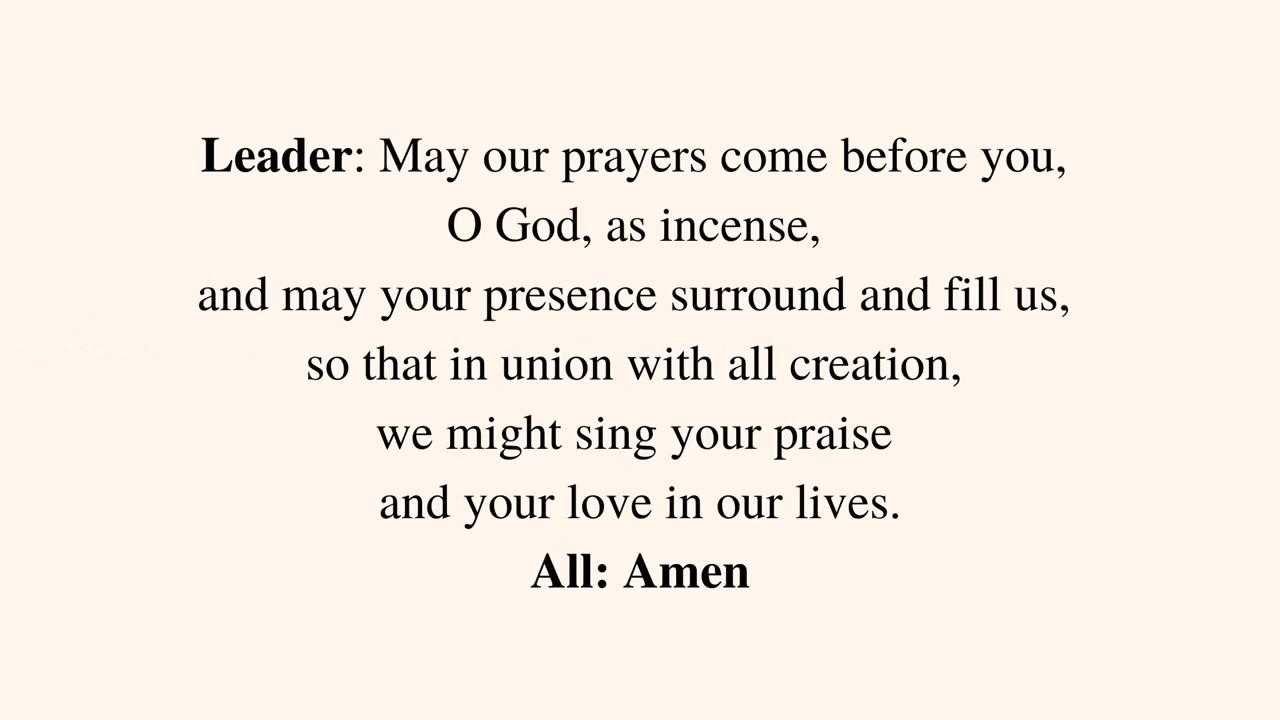 Leader: May our prayers come before you,
O God, as incense,
and may your presence surround and fill us,
so that in union with all creation,
we might sing your praise
and your love in our lives.
All: Amen